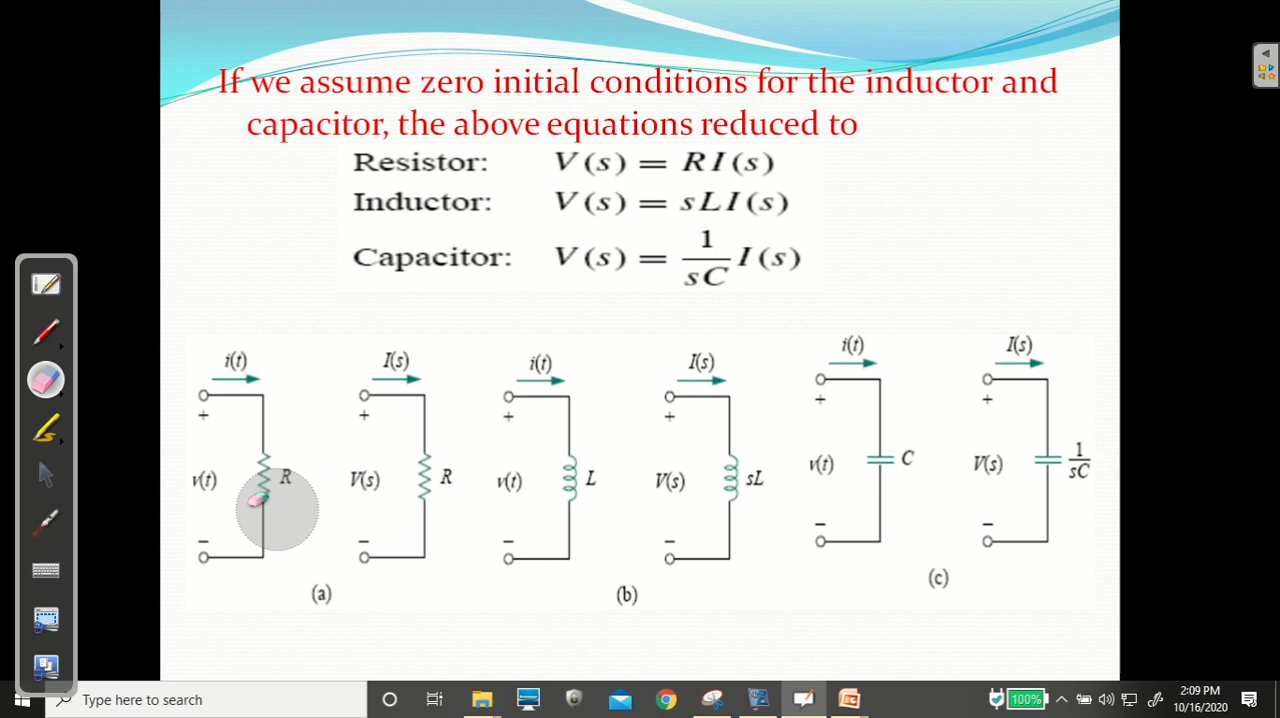 If we assume zero initial conditions for the inductor and
capacitor, the above equations reduced to
Resistor: V(s) = RI(s)
Inductor: V(s) = sLI(s)
Capacitor: V(s) = 1/sC I(s)
i(t) I(s) i(t) I(s) i(t) I(s)
+ + + + + +
v(t) R V(s) R v(t) L V(s) sL v(t) C V(s) 1/sC
− − − − − −
(a) (b) (c)
Type here to search
100%
2:09 PM
10/16/2020